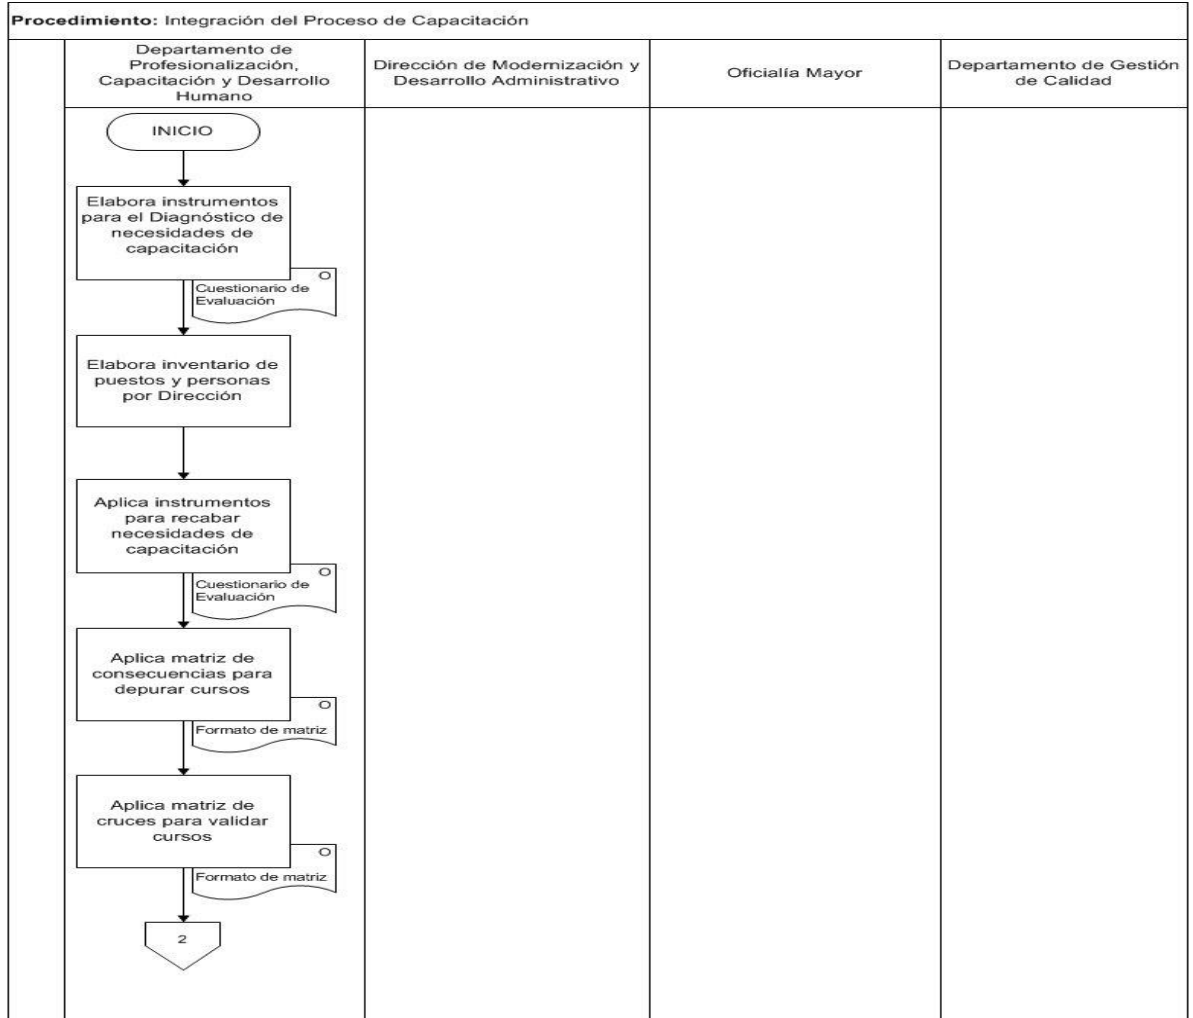 Procedimiento: Integración del Proceso de Capacitación
Departamento de
Profesionalización,
Capacitación y Desarrollo
Humano
Dirección de Modernización y
Desarrollo Administrativo
Oficialía Mayor
Departamento de Gestión
de Calidad
INICIO
Elabora instrumentos
para el Diagnóstico de
necesidades de
capacitación
O
Cuestionario de
Evaluación
Elabora inventario de
puestos y personas
por Dirección
Aplica instrumentos
para recabar
necesidades de
capacitación
O
Cuestionario de
Evaluación
Aplica matriz de
consecuencias para
depurar cursos
O
Formato de matriz
Aplica matriz de
cruces para validar
cursos
O
Formato de matriz
2